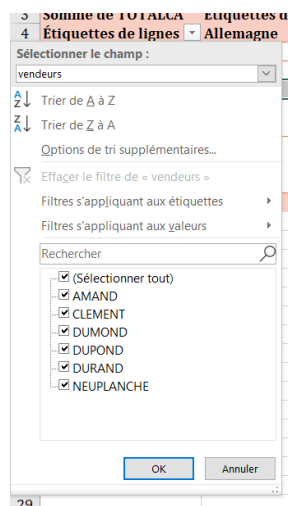 3 Somme de TOTALCA Étiquettes d
4 Étiquettes de lignes Allemagne
Sélectionner le champ :
vendeurs
Trier de A à Z
Trier de Z à A
Options de tri supplémentaires...
Effacer le filtre de « vendeurs »
Filtres s'appliquant aux étiquettes
Filtres s'appliquant aux valeurs
Rechercher
(Sélectionner tout)
AMAND
CLEMENT
DUMOND
DUPOND
DURAND
NEUPLANCHE
OK Annuler
29